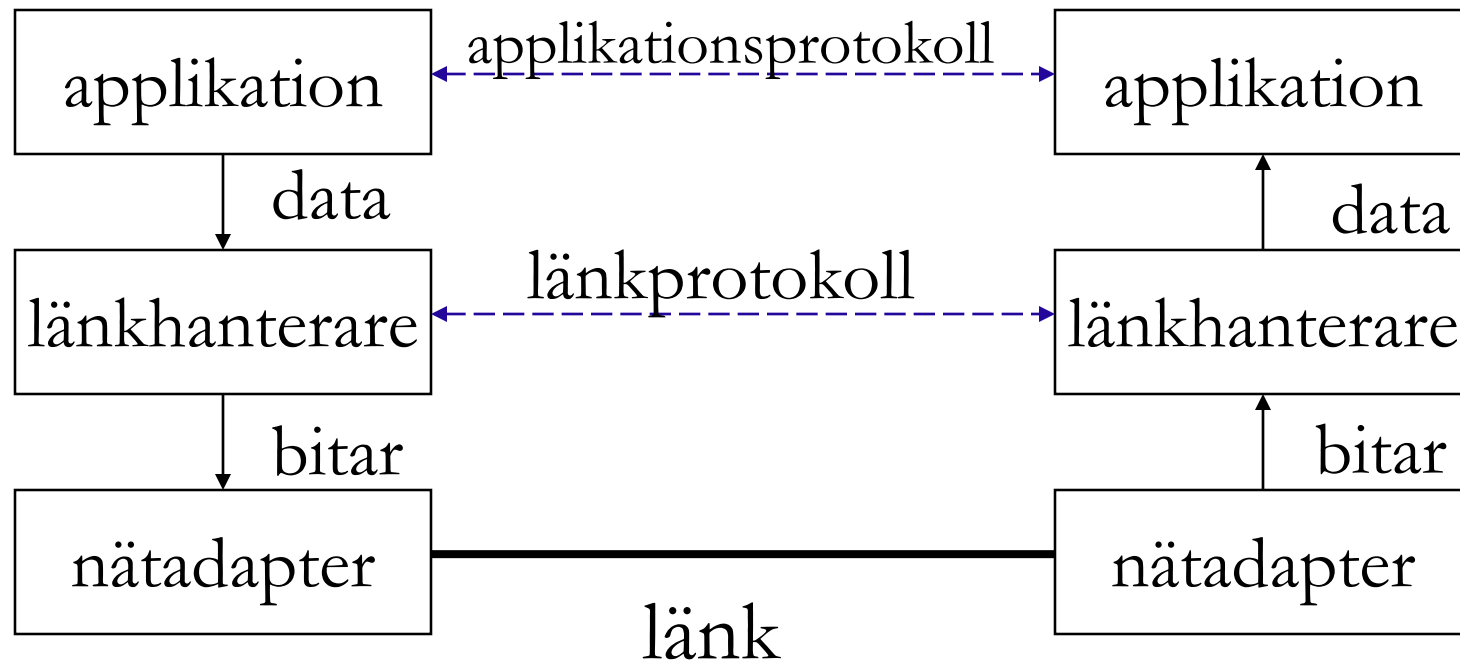 applikation
applikationsprotokoll
applikation
data
data
länkhanterare
länkprotokoll
länkhanterare
bitar
bitar
nätadapter
nätadapter
länk